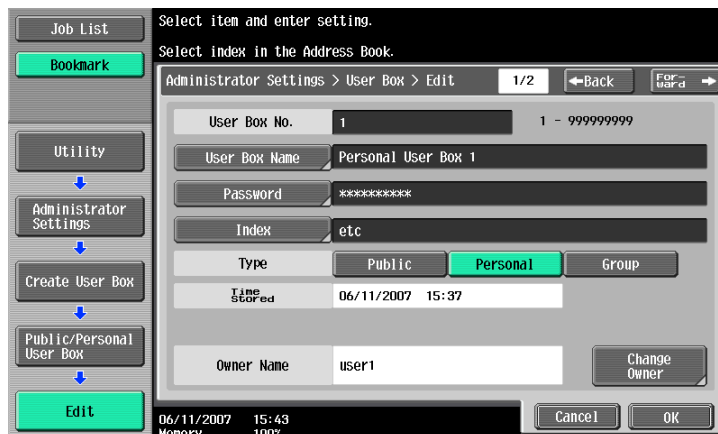 Job List
Bookmark
Utility
Administrator
Settings
Create User Box
Public/Personal
User Box
Edit
Select item and enter setting.
Select index in the Address Book.
Administrator Settings > User Box > Edit
1/2
←Back
For-
ward →
User Box No.
1
1 - 999999999
User Box Name
Personal User Box 1
Password
**********
Index
etc
Type
Public
Personal
Group
Time
Stored
06/11/2007 15:37
Owner Name
user1
Change
Owner
06/11/2007 15:43
Memory 100%
Cancel
OK